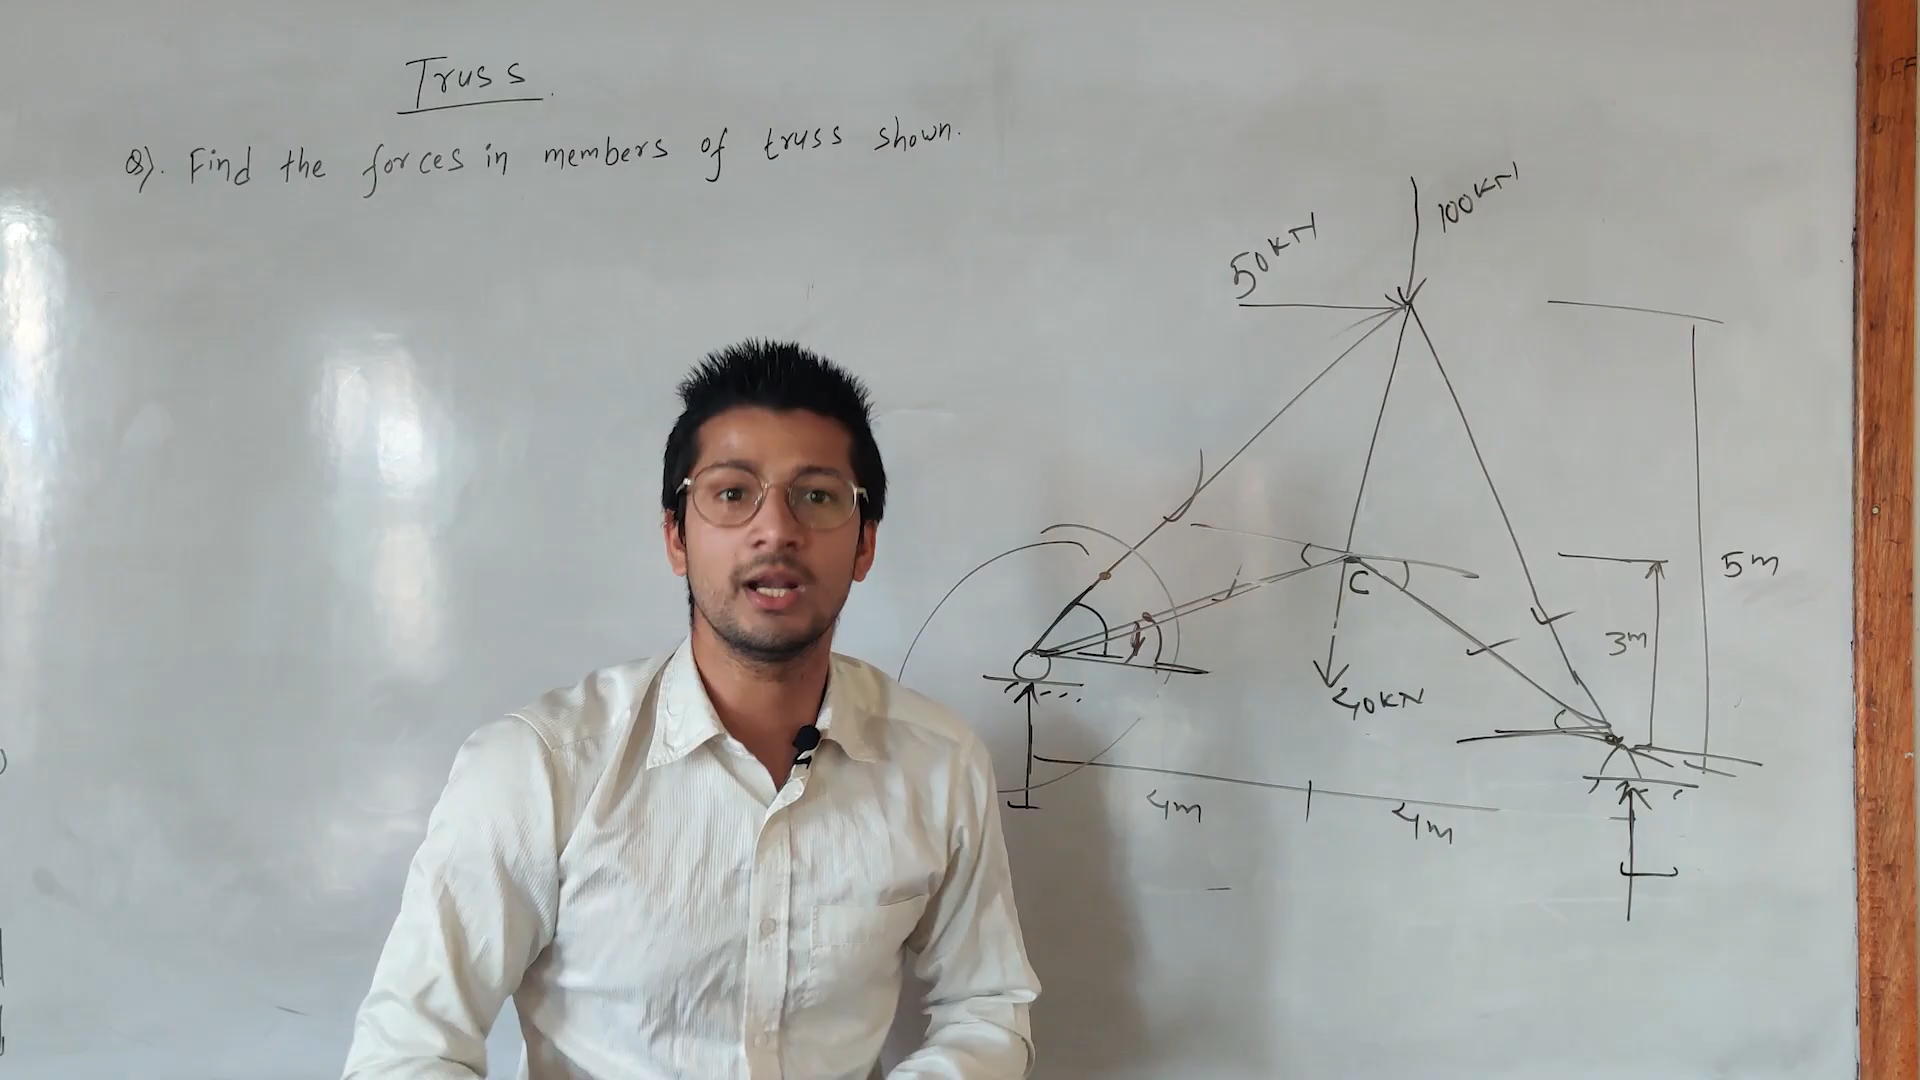 Truss
Q). Find the forces in members of truss shown.
100KN
50KN
5m
C
3m
40KN
4m
4m